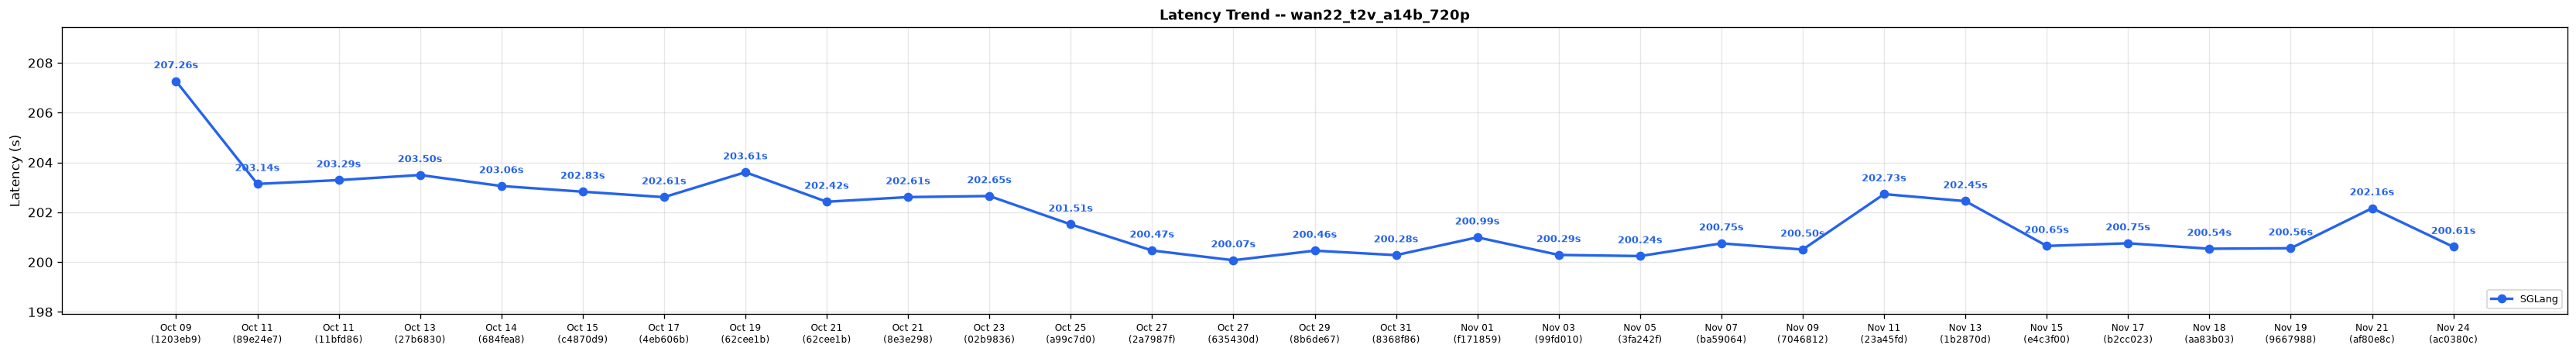 Latency Trend -- wan22_t2v_a14b_720p
Latency (s)
208
206
204
202
200
198
207.26s
203.14s
203.29s
203.50s
203.06s
202.83s
202.61s
203.61s
202.42s
202.61s
202.65s
201.51s
200.47s
200.07s
200.46s
200.28s
200.99s
200.29s
200.24s
200.75s
200.50s
202.73s
202.45s
200.65s
200.75s
200.54s
200.56s
202.16s
200.61s
SGLang
Oct 09
(1203eb9)
Oct 11
(89e24e7)
Oct 11
(11bfd86)
Oct 13
(27b6830)
Oct 14
(684fea8)
Oct 15
(c4870d9)
Oct 17
(4eb606b)
Oct 19
(62cee1b)
Oct 21
(62cee1b)
Oct 21
(8e3e298)
Oct 23
(02b9836)
Oct 25
(a99c7d0)
Oct 27
(2a7987f)
Oct 27
(635430d)
Oct 29
(8b6de67)
Oct 31
(8368f86)
Nov 01
(f171859)
Nov 03
(99fd010)
Nov 05
(3fa242f)
Nov 07
(ba59064)
Nov 09
(7046812)
Nov 11
(23a45fd)
Nov 13
(1b2870d)
Nov 15
(e4c3f00)
Nov 17
(b2cc023)
Nov 18
(aa83b03)
Nov 19
(9667988)
Nov 21
(af80e8c)
Nov 24
(ac0380c)